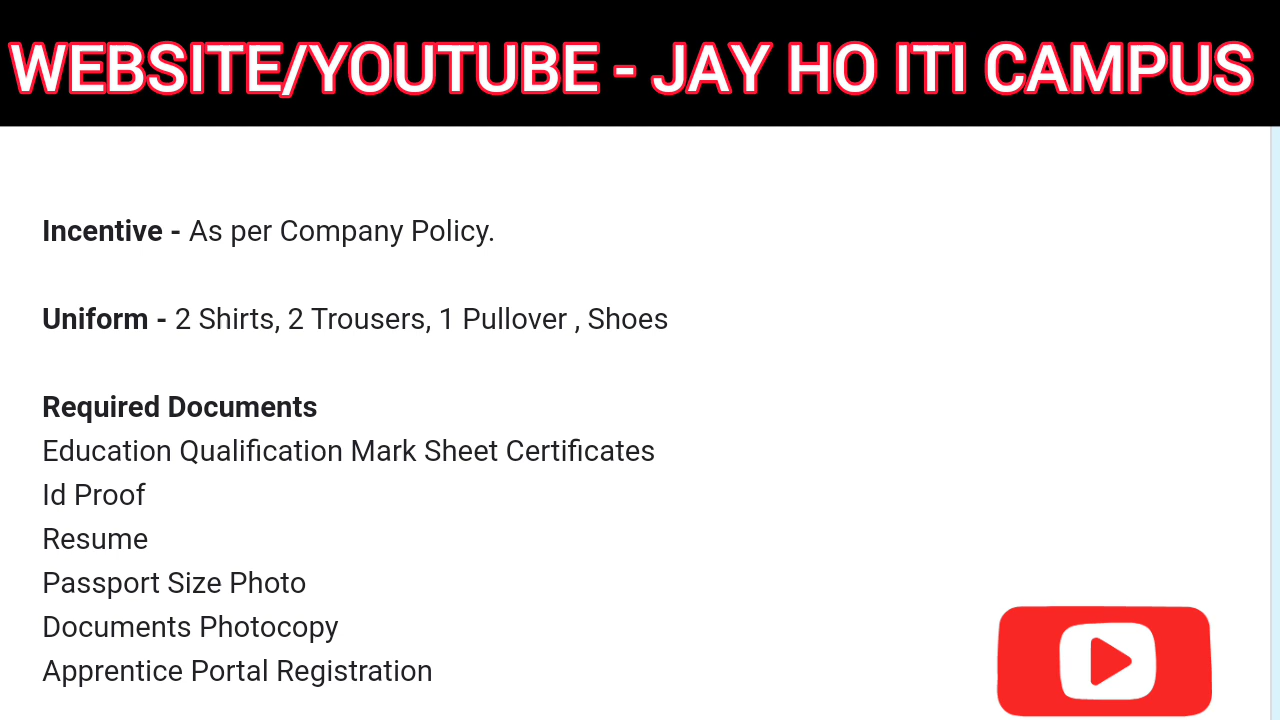 WEBSITE/YOUTUBE - JAY HO ITI CAMPUS
Incentive - As per Company Policy.
Uniform - 2 Shirts, 2 Trousers, 1 Pullover , Shoes
Required Documents
Education Qualification Mark Sheet Certificates
Id Proof
Resume
Passport Size Photo
Documents Photocopy
Apprentice Portal Registration